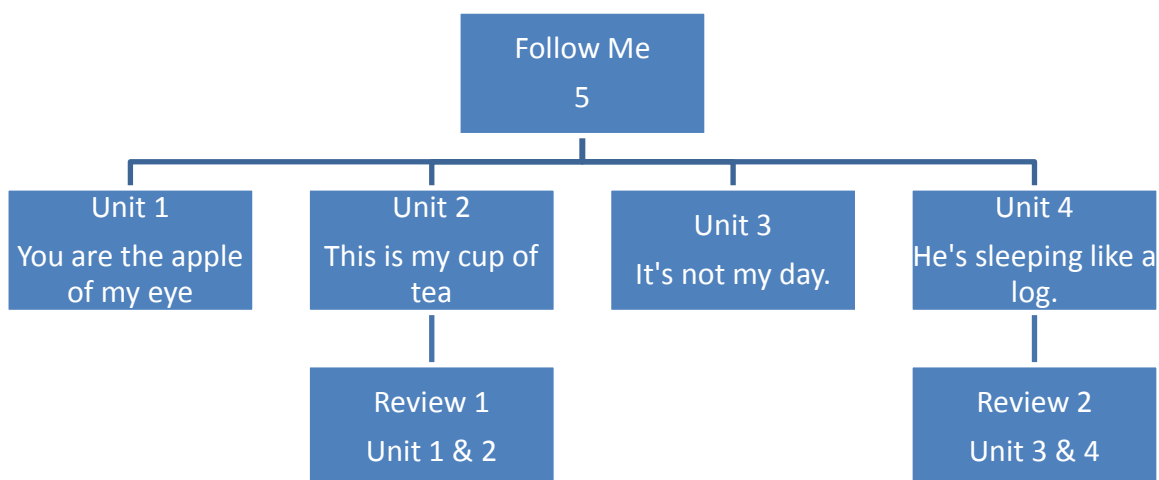 Follow Me
5
Unit 1
You are the apple
of my eye
Unit 2
This is my cup of
tea
Unit 3
It's not my day.
Unit 4
He's sleeping like a
log.
Review 1
Unit 1 & 2
Review 2
Unit 3 & 4